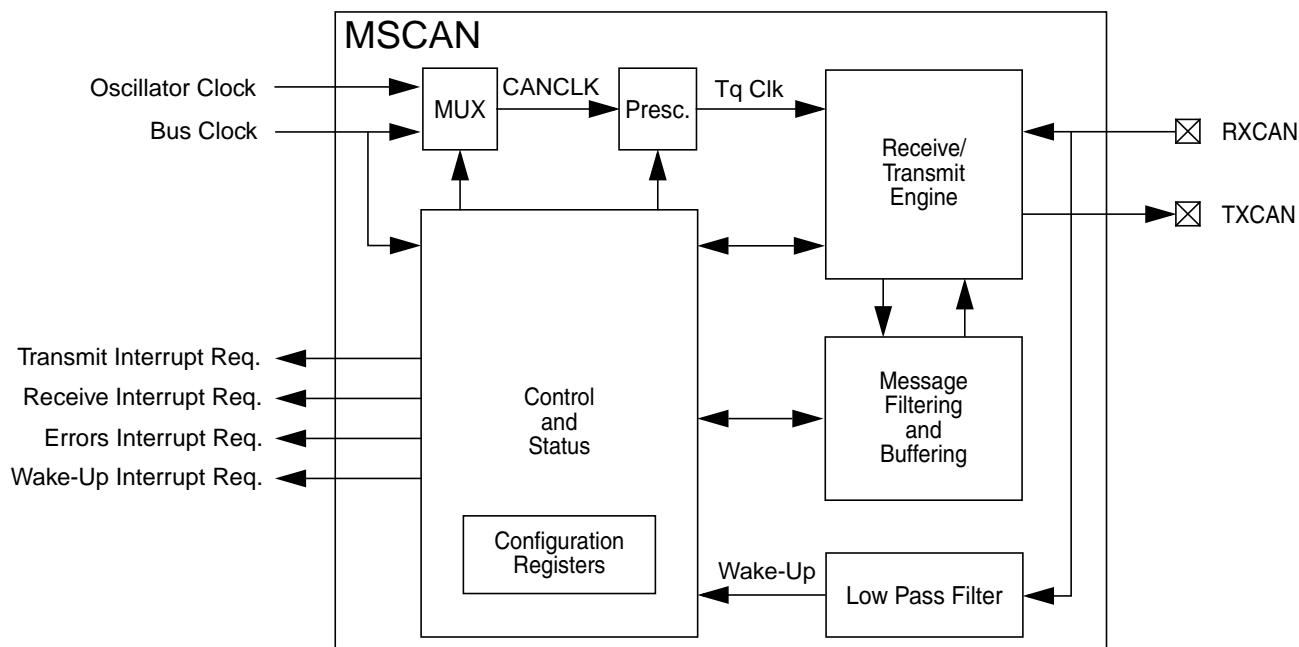 MSCAN
Oscillator Clock
Bus Clock
MUX
CANCLK
Presc.
Tq Clk
Receive/
Transmit
Engine
RXCAN
TXCAN
Transmit Interrupt Req.
Receive Interrupt Req.
Errors Interrupt Req.
Wake-Up Interrupt Req.
Control
and
Status
Message
Filtering
and
Buffering
Configuration
Registers
Wake-Up
Low Pass Filter